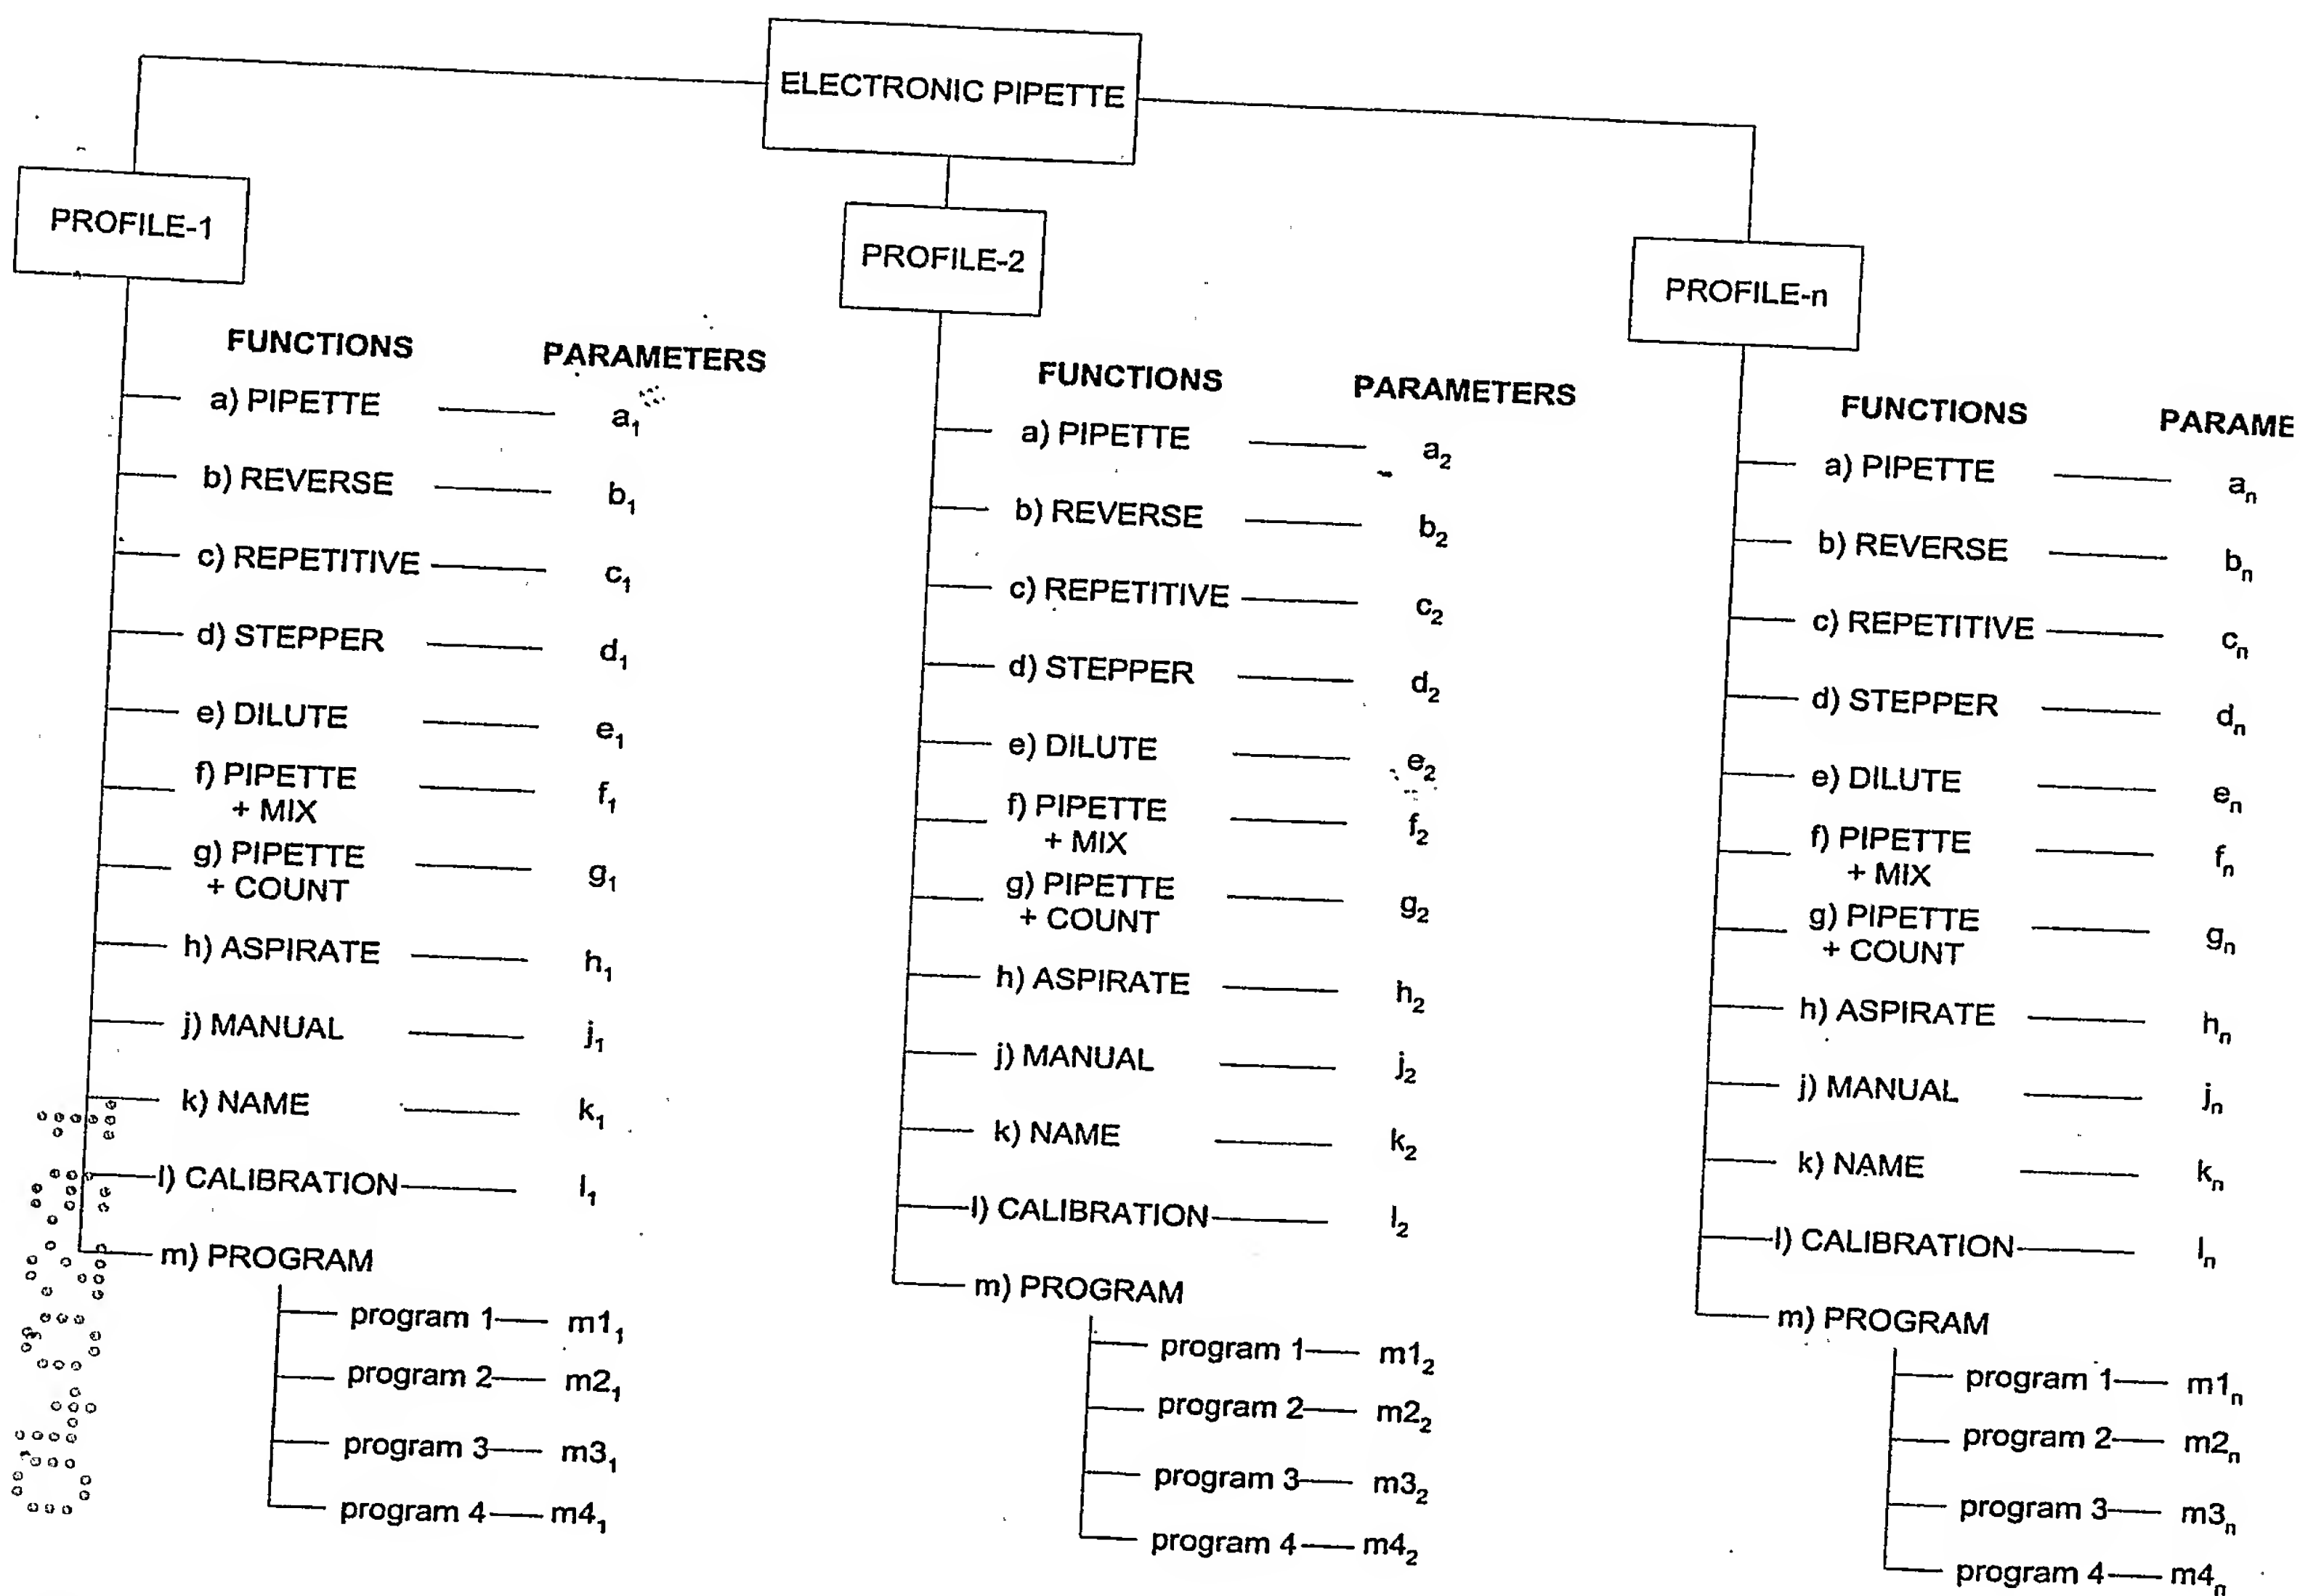 ELECTRONIC PIPETTE
PROFILE-1
FUNCTIONS PARAMETERS
a) PIPETTE a₁
b) REVERSE b₁
c) REPETITIVE c₁
d) STEPPER d₁
e) DILUTE e₁
f) PIPETTE f₁
+ MIX
g) PIPETTE g₁
+ COUNT
h) ASPIRATE h₁
j) MANUAL j₁
k) NAME k₁
l) CALIBRATION l₁
m) PROGRAM
program 1 m1₁
program 2 m2₁
program 3 m3₁
program 4 m4₁
PROFILE-2
FUNCTIONS PARAMETERS
a) PIPETTE a₂
b) REVERSE b₂
c) REPETITIVE c₂
d) STEPPER d₂
e) DILUTE e₂
f) PIPETTE f₂
+ MIX
g) PIPETTE g₂
+ COUNT
h) ASPIRATE h₂
j) MANUAL j₂
k) NAME k₂
l) CALIBRATION l₂
m) PROGRAM
program 1 m1₂
program 2 m2₂
program 3 m3₂
program 4 m4₂
PROFILE-n
FUNCTIONS PARAME
a) PIPETTE aₙ
b) REVERSE bₙ
c) REPETITIVE cₙ
d) STEPPER dₙ
e) DILUTE eₙ
f) PIPETTE fₙ
+ MIX
g) PIPETTE gₙ
+ COUNT
h) ASPIRATE hₙ
j) MANUAL jₙ
k) NAME kₙ
l) CALIBRATION lₙ
m) PROGRAM
program 1 m1ₙ
program 2 m2ₙ
program 3 m3ₙ
program 4 m4ₙ